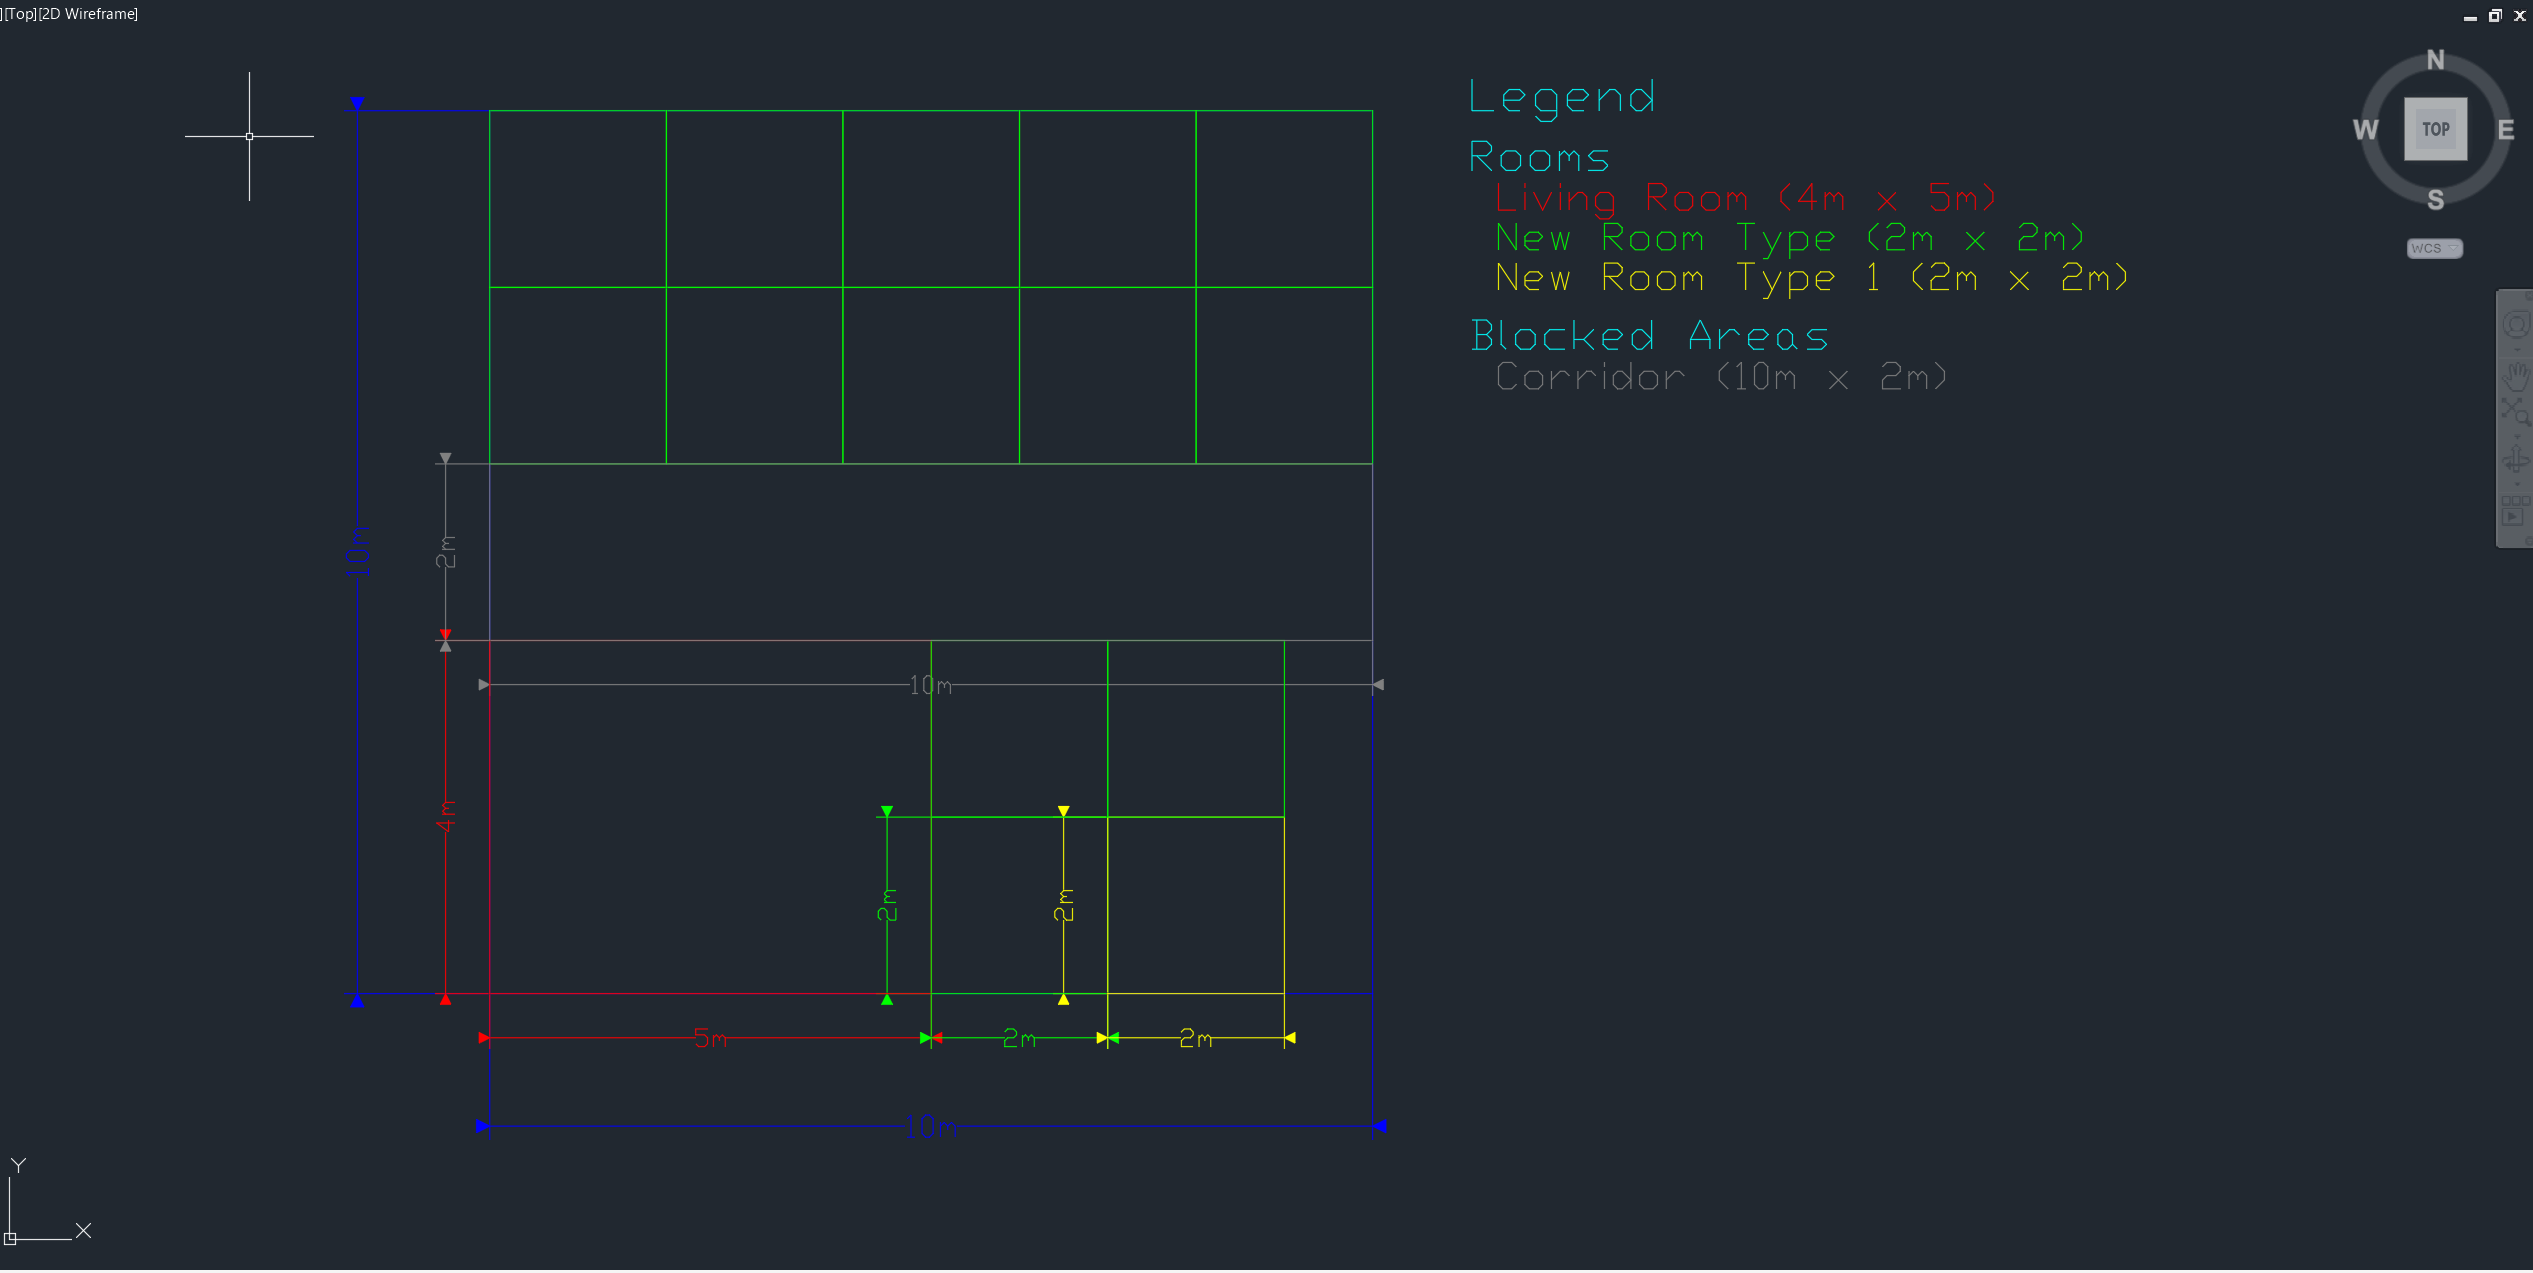 ][Top][2D Wireframe]
N
W
TOP
E
S
WCS
Legend
Rooms
Living Room (4m x 5m)
New Room Type (2m x 2m)
New Room Type 1 (2m x 2m)
Blocked Areas
Corridor (10m x 2m)
10m
2m
10m
4m
2m
2m
5m
2m
2m
10m
Y
X